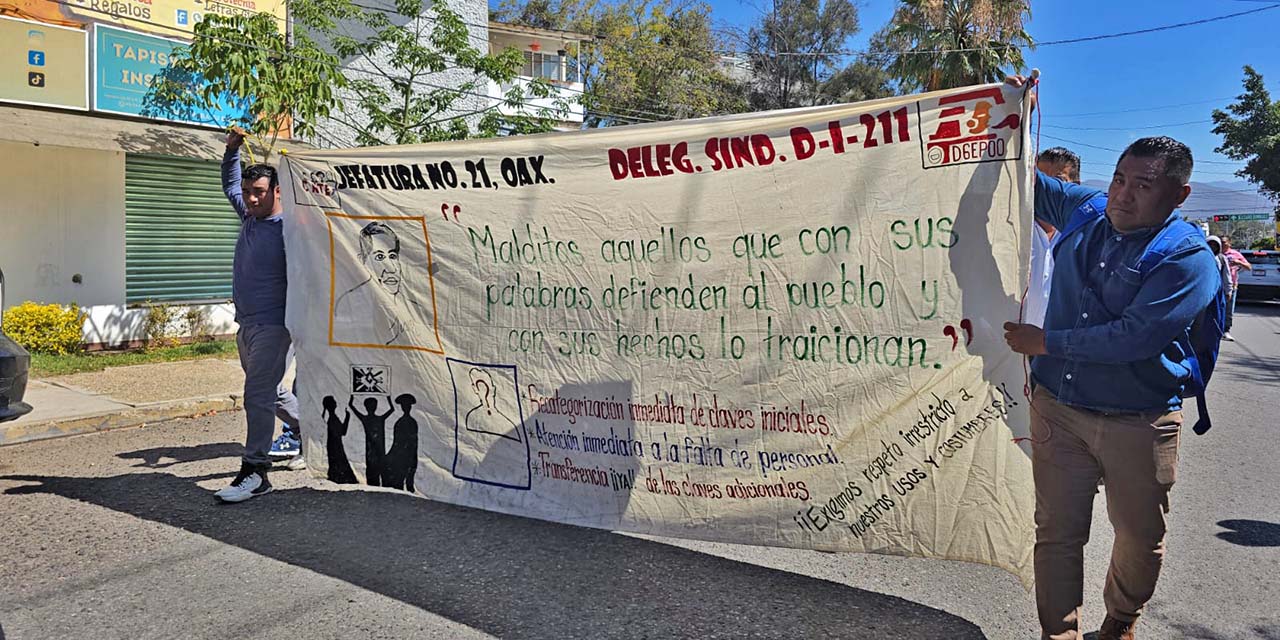 Regalos
Letras
TAPIS
INS
JEFATURA NO. 21, OAX.
DELEG. SIND. D-I-211
DGEPOO
CNTE
“Malditos aquellos que con sus
palabras defienden al pueblo y
con sus hechos lo traicionan.”
?
Recategorización inmediata de claves iniciales.
*Atención inmediata a la falta de personal.
*Transferencia ¡¡YA!! de las claves adicionales.
¡¡Exigimos respeto irrestricto a
nuestros usos y costumbres!!